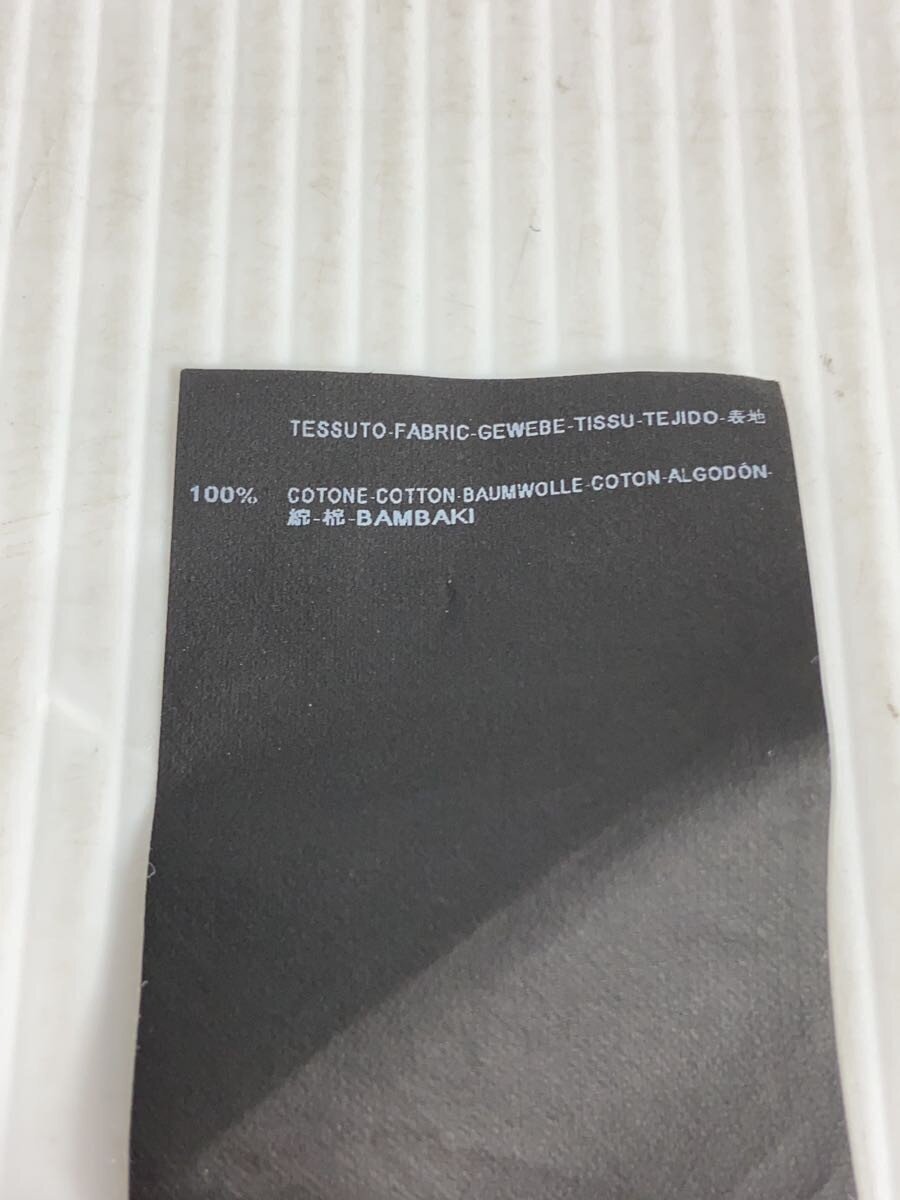 TESSUTO-FABRIC-GEWEBE-TISSU-TEJIDO-表地
100% COTONE-COTTON-BAUMWOLLE-COTON-ALGODÓN-
綿-棉-BAMBAKI